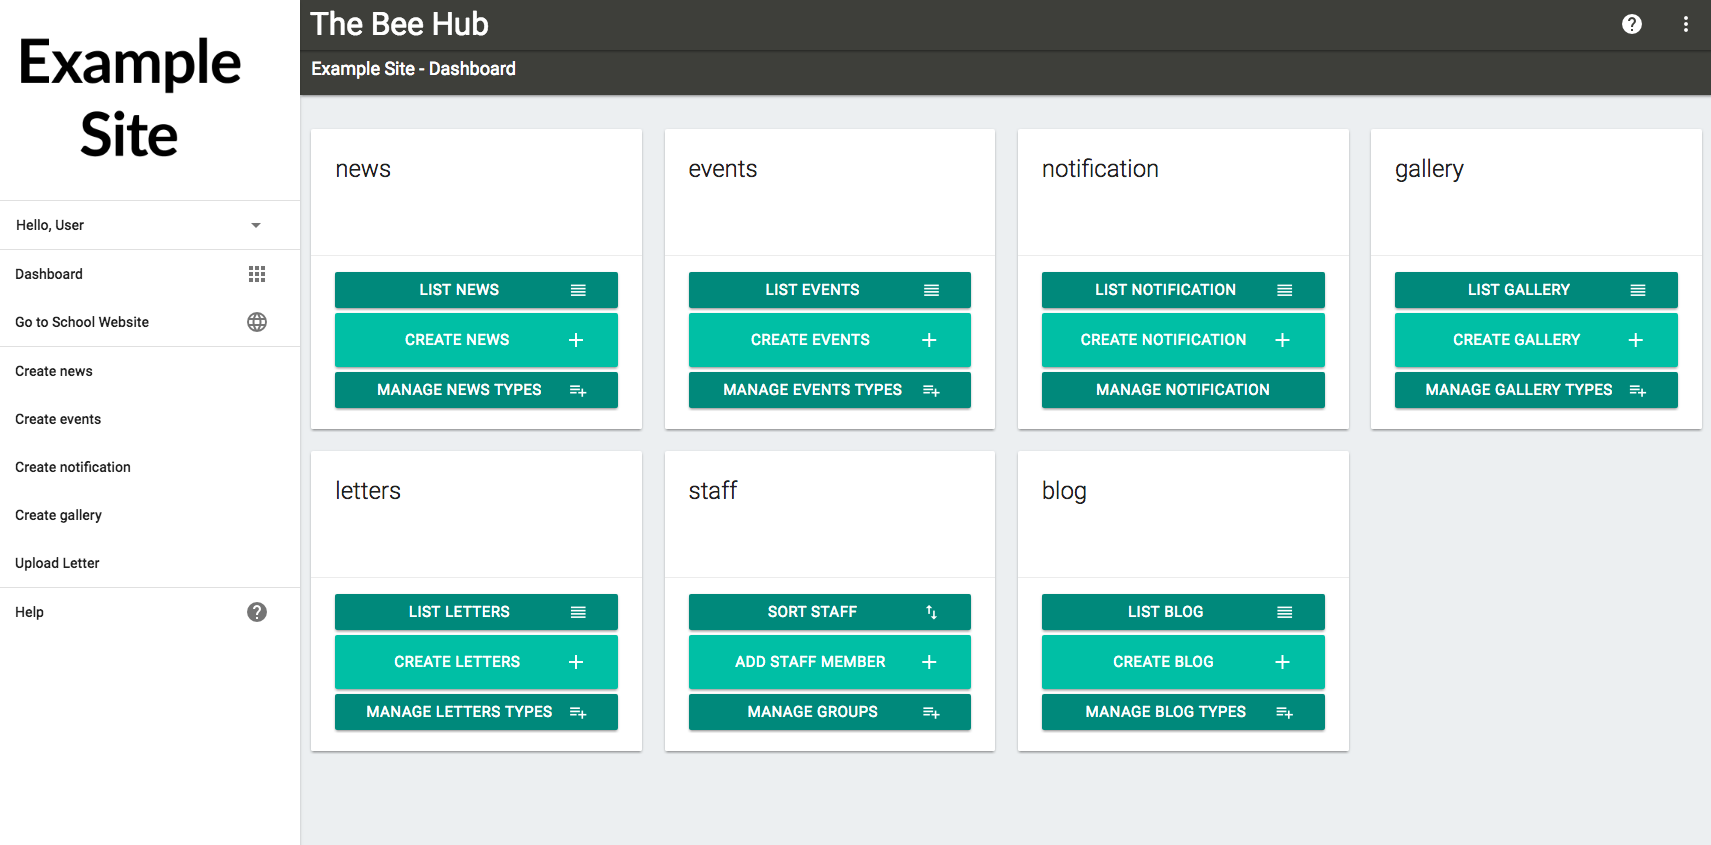 Example
Site
Hello, User
Dashboard
Go to School Website
Create news
Create events
Create notification
Create gallery
Upload Letter
Help
The Bee Hub
Example Site - Dashboard
news
LIST NEWS
CREATE NEWS
MANAGE NEWS TYPES
events
LIST EVENTS
CREATE EVENTS
MANAGE EVENTS TYPES
notification
LIST NOTIFICATION
CREATE NOTIFICATION
MANAGE NOTIFICATION
gallery
LIST GALLERY
CREATE GALLERY
MANAGE GALLERY TYPES
letters
LIST LETTERS
CREATE LETTERS
MANAGE LETTERS TYPES
staff
SORT STAFF
ADD STAFF MEMBER
MANAGE GROUPS
blog
LIST BLOG
CREATE BLOG
MANAGE BLOG TYPES